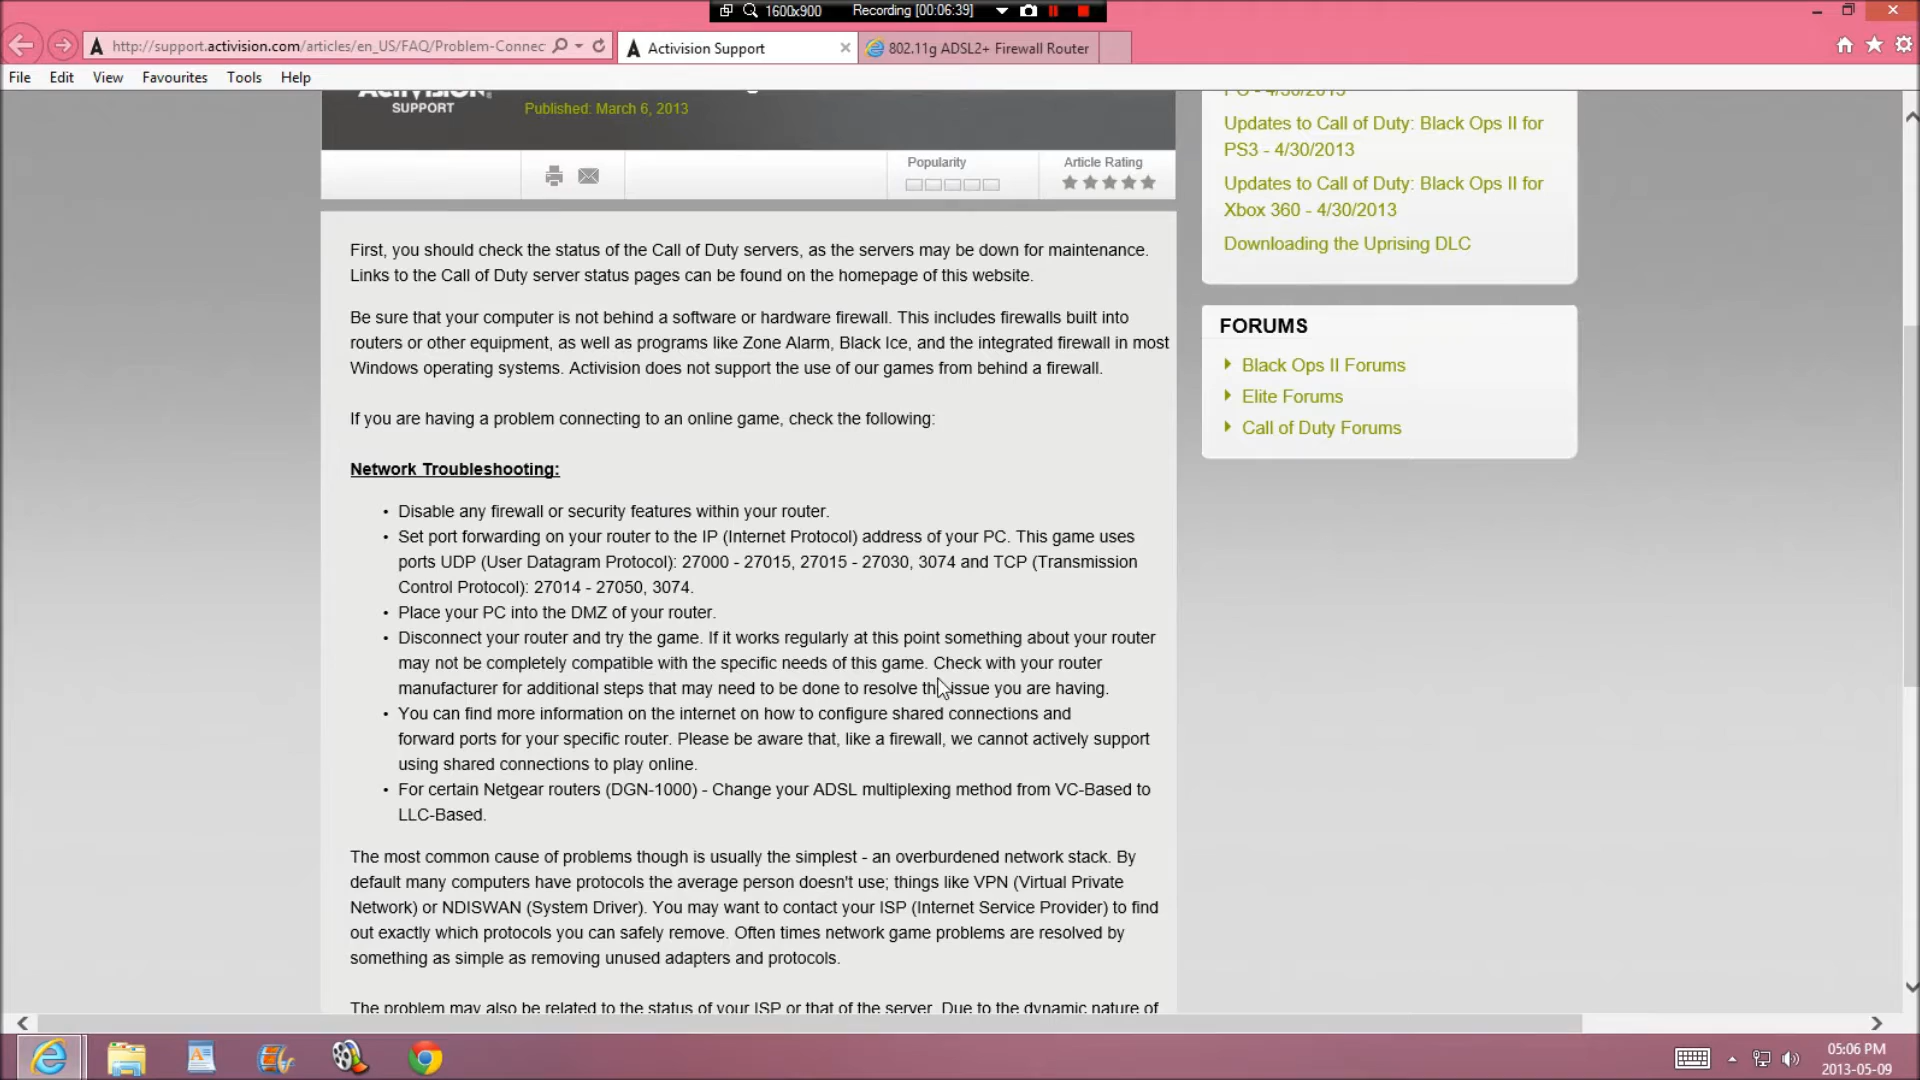 1600x900 Recording [00:06:39]
http://support.activision.com/articles/en_US/FAQ/Problem-Connec
Activision Support
802.11g ADSL2+ Firewall Router
File Edit View Favourites Tools Help
SUPPORT
Published: March 6, 2013
Popularity
Article Rating
First, you should check the status of the Call of Duty servers, as the servers may be down for maintenance.
Links to the Call of Duty server status pages can be found on the homepage of this website.
Be sure that your computer is not behind a software or hardware firewall. This includes firewalls built into
routers or other equipment, as well as programs like Zone Alarm, Black Ice, and the integrated firewall in most
Windows operating systems. Activision does not support the use of our games from behind a firewall.
If you are having a problem connecting to an online game, check the following:
Network Troubleshooting:
• Disable any firewall or security features within your router.
• Set port forwarding on your router to the IP (Internet Protocol) address of your PC. This game uses
ports UDP (User Datagram Protocol): 27000 - 27015, 27015 - 27030, 3074 and TCP (Transmission
Control Protocol): 27014 - 27050, 3074.
• Place your PC into the DMZ of your router.
• Disconnect your router and try the game. If it works regularly at this point something about your router
may not be completely compatible with the specific needs of this game. Check with your router
manufacturer for additional steps that may need to be done to resolve the issue you are having.
• You can find more information on the internet on how to configure shared connections and
forward ports for your specific router. Please be aware that, like a firewall, we cannot actively support
using shared connections to play online.
• For certain Netgear routers (DGN-1000) - Change your ADSL multiplexing method from VC-Based to
LLC-Based.
The most common cause of problems though is usually the simplest - an overburdened network stack. By
default many computers have protocols the average person doesn't use; things like VPN (Virtual Private
Network) or NDISWAN (System Driver). You may want to contact your ISP (Internet Service Provider) to find
out exactly which protocols you can safely remove. Often times network game problems are resolved by
something as simple as removing unused adapters and protocols.
The problem may also be related to the status of your ISP or that of the server. Due to the dynamic nature of
PC - 4/30/2013
Updates to Call of Duty: Black Ops II for
PS3 - 4/30/2013
Updates to Call of Duty: Black Ops II for
Xbox 360 - 4/30/2013
Downloading the Uprising DLC
FORUMS
Black Ops II Forums
Elite Forums
Call of Duty Forums
05:06 PM
2013-05-09